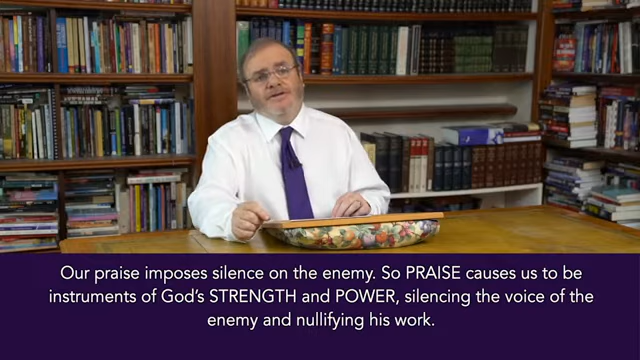 Our praise imposes silence on the enemy. So PRAISE causes us to be
instruments of God's STRENGTH and POWER, silencing the voice of the
enemy and nullifying his work.